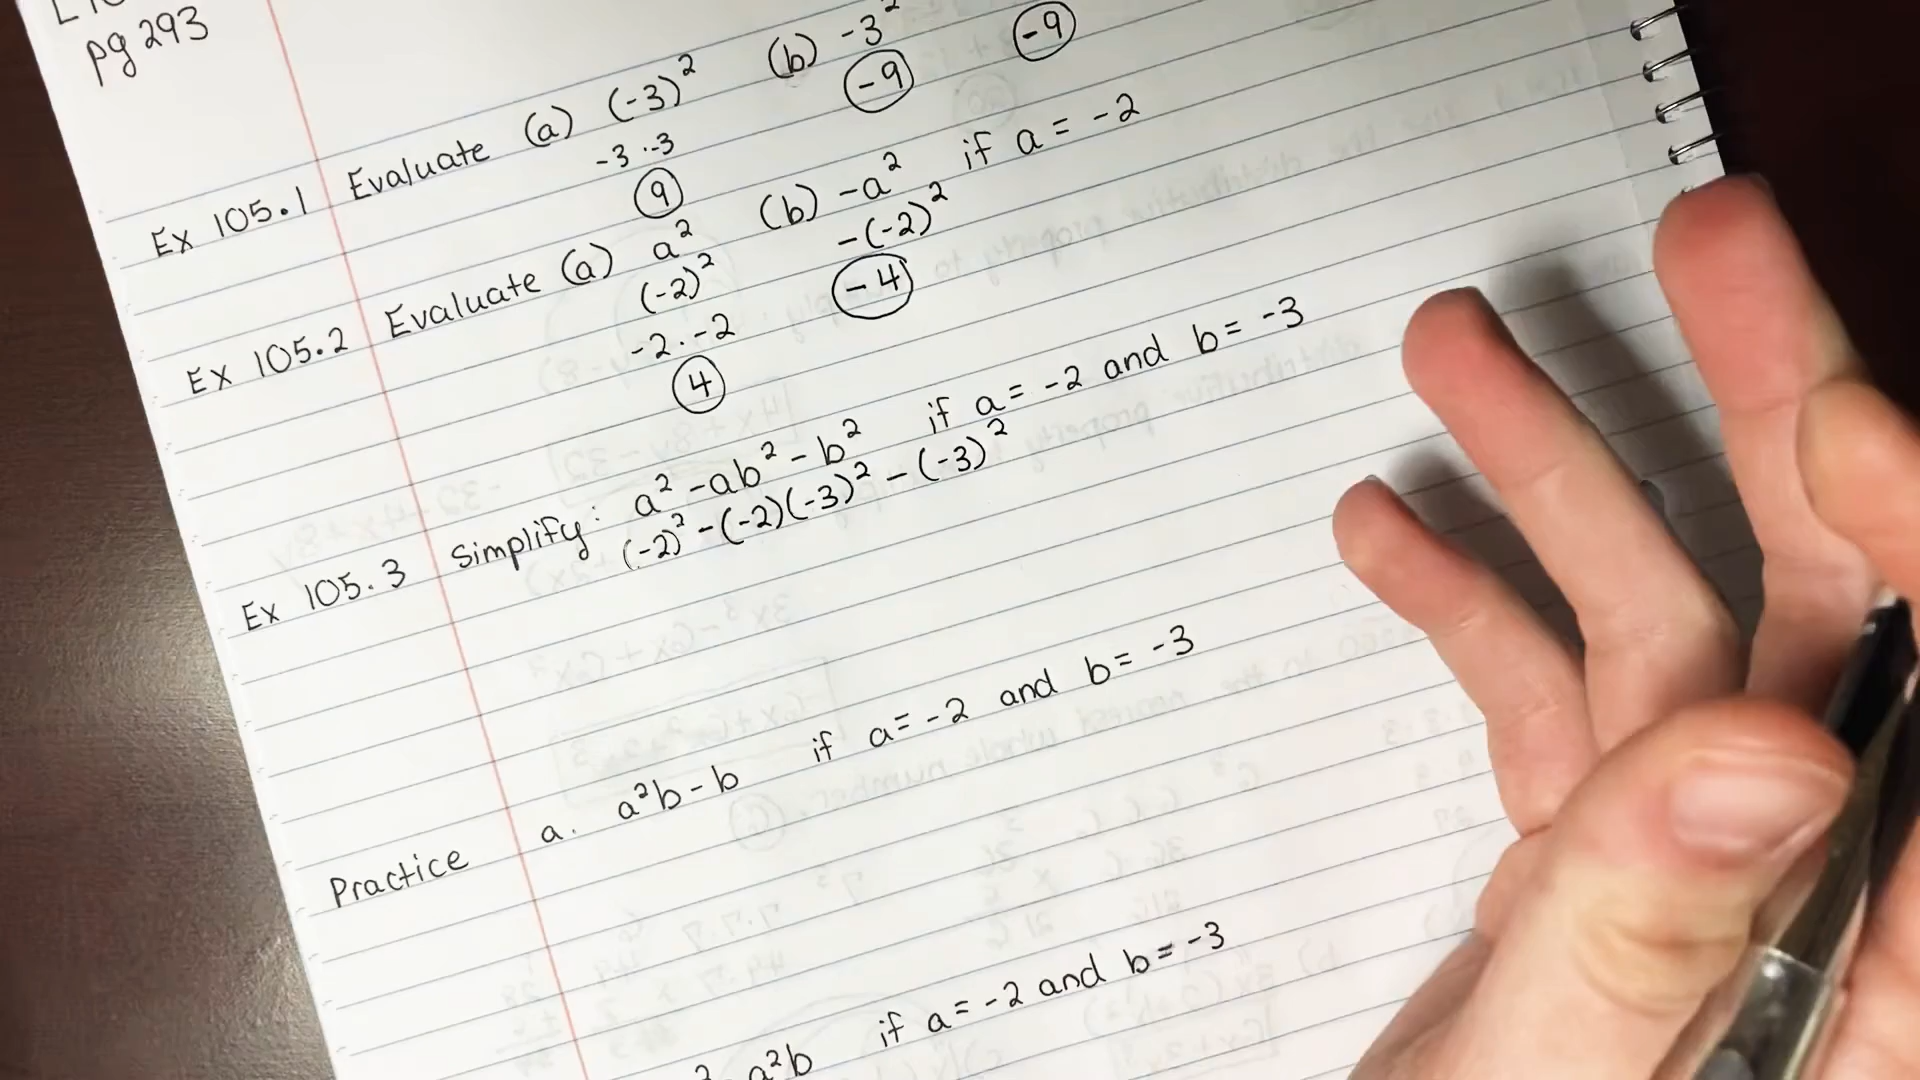 pg 293
Ex 105.1 Evaluate (a) (-3)² (b) -3² -9
-3 · -3 -9
9
Ex 105.2 Evaluate (a) a² (b) -a² if a = -2
(-2)² -(-2)²
-2 · -2 -4
4
Ex 105.3 Simplify: a² - ab² - b² if a = -2 and b = -3
(-2)² - (-2)(-3)² - (-3)²
Practice a. a²b - b if a = -2 and b = -3
a²b if a = -2 and b = -3